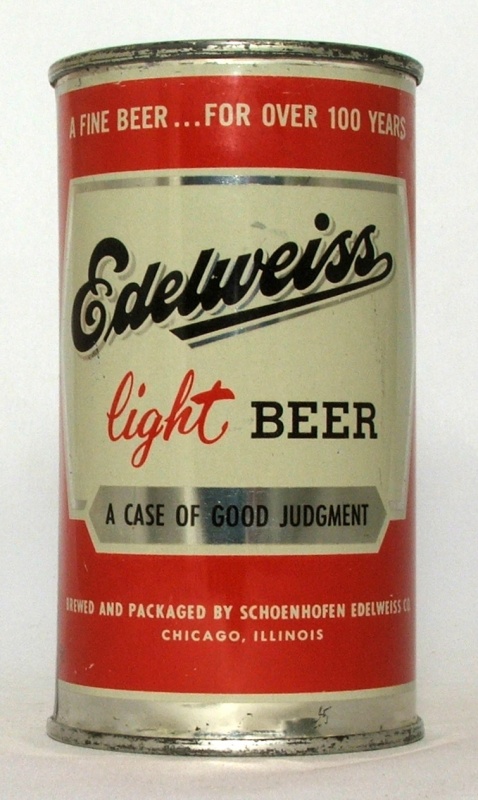 A FINE BEER...FOR OVER 100 YEARS
Edelweiss
light BEER
A CASE OF GOOD JUDGMENT
BREWED AND PACKAGED BY SCHOENHOFEN EDELWEISS CO
CHICAGO, ILLINOIS